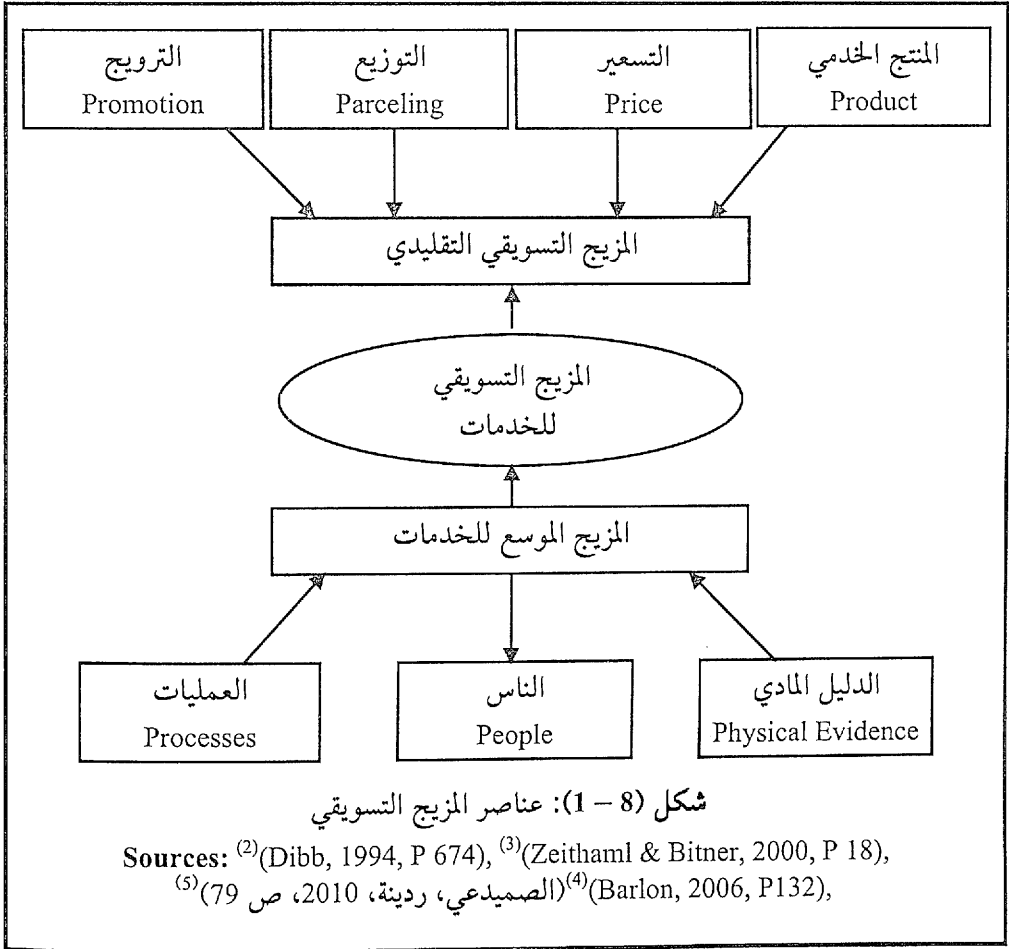 المنتج الخدمي
Product
التسعير
Price
التوزيع
Parceling
الترويج
Promotion
المزيج التسويقي التقليدي
المزيج التسويقي
للخدمات
المزيج الموسع للخدمات
الدليل المادي
Physical Evidence
الناس
People
العمليات
Processes
شكل (8 – 1): عناصر المزيج التسويقي
Sources: (2)(Dibb, 1994, P 674), (3)(Zeithaml & Bitner, 2000, P 18),
(4)(Barlon, 2006, P132), (5)(الصميدعي، ردينة، 2010، ص 79)